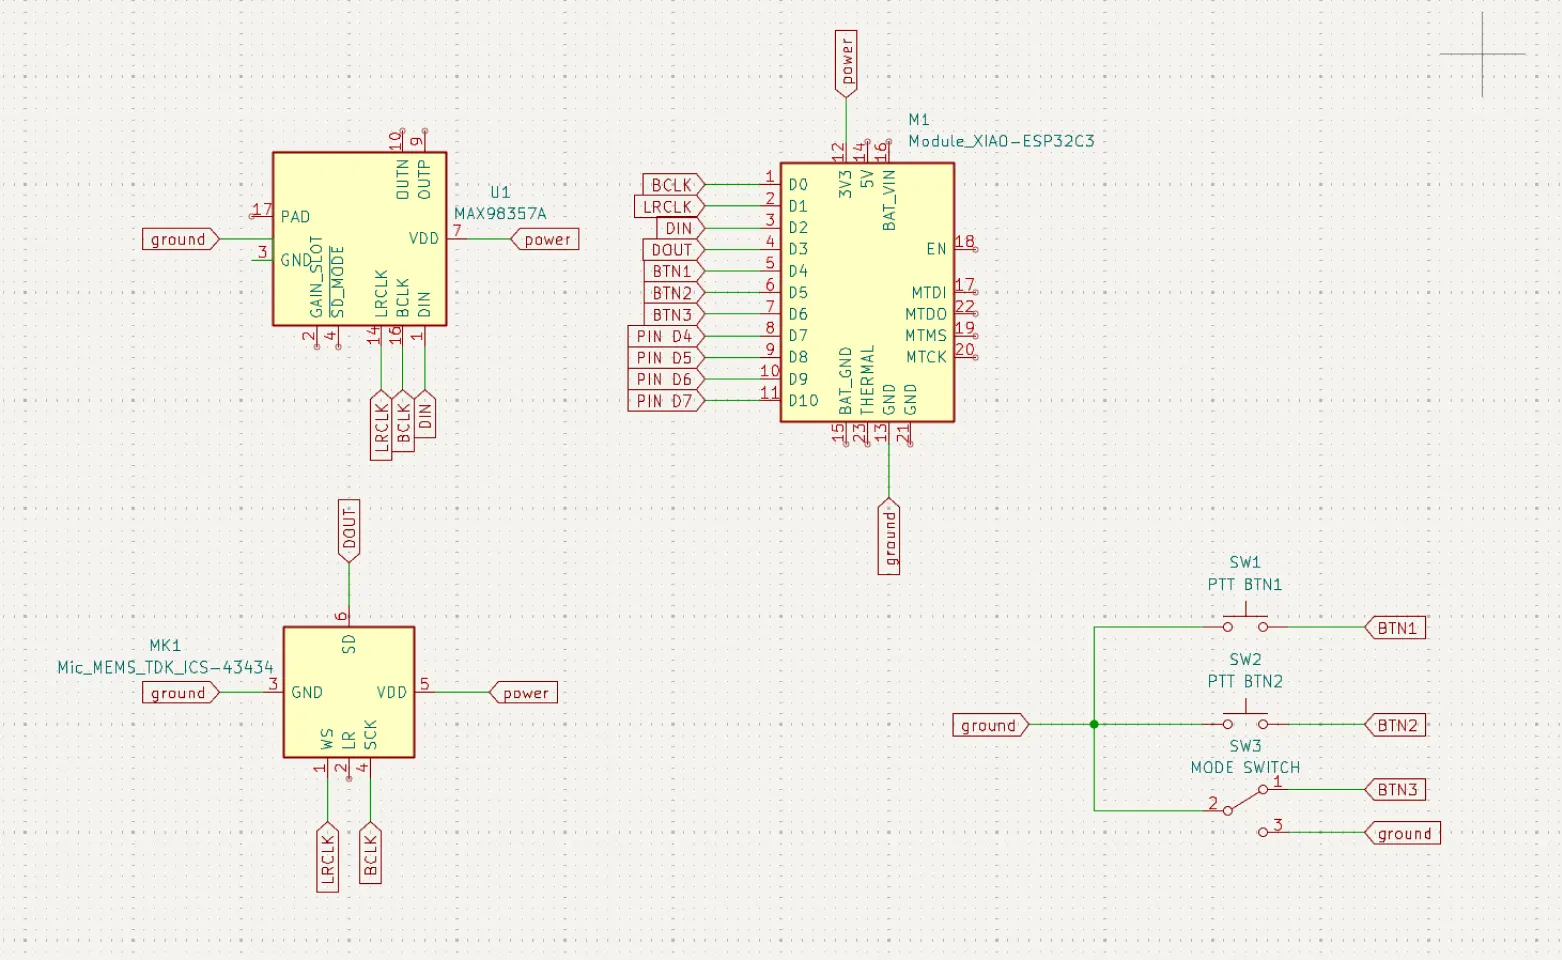 power
M1
Module_XIAO-ESP32C3
12
14
16
3V3
5V
BAT_VIN
BCLK
1
D0
LRCLK
2
D1
DIN
3
D2
DOUT
4
D3
BTN1
5
D4
BTN2
6
D5
BTN3
7
D6
PIN D4
8
D7
PIN D5
9
D8
PIN D6
10
D9
PIN D7
11
D10
EN
18
MTDI
17
MTDO
22
MTMS
19
MTCK
20
BAT_GND
THERMAL
GND
GND
15
23
13
21
ground
10
9
OUTN
OUTP
U1
MAX98357A
17
PAD
ground
3
GND
VDD
7
power
GAIN_SLOT
SD_MODE
LRCLK
BCLK
DIN
2
4
14
16
1
LRCLK
BCLK
DIN
DOUT
6
SD
MK1
Mic_MEMS_TDK_ICS-43434
ground
3
GND
VDD
5
power
WS
LR
SCK
1
2
4
LRCLK
BCLK
SW1
PTT BTN1
BTN1
SW2
PTT BTN2
ground
BTN2
SW3
MODE SWITCH
1
BTN3
2
3
ground